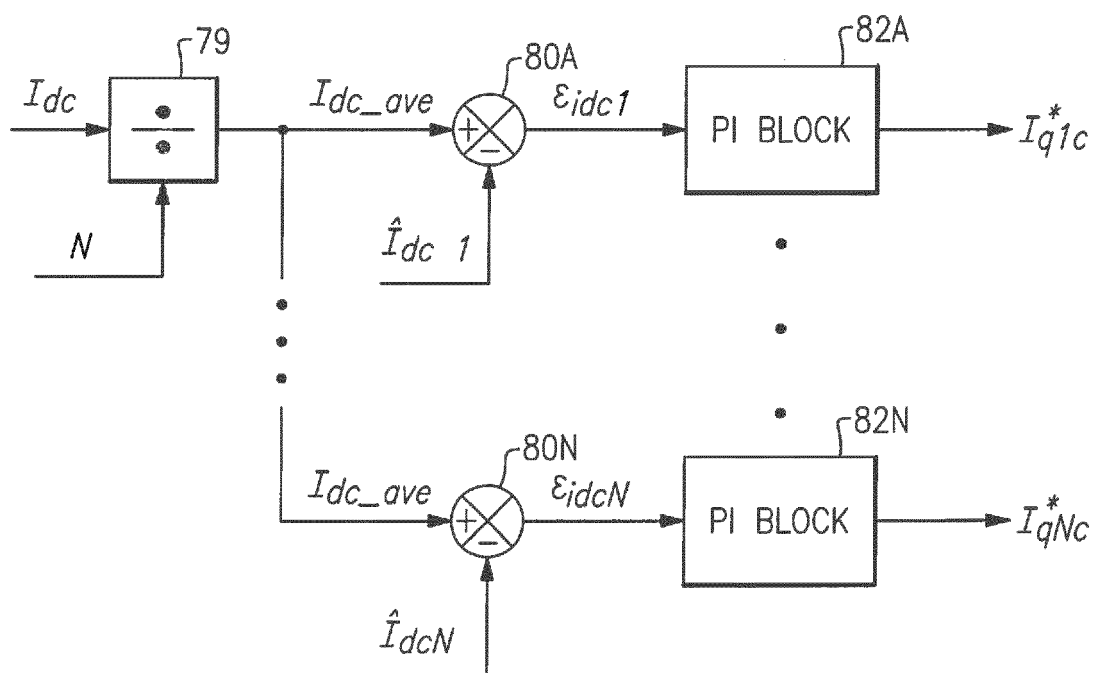 79
I_dc
N
I_dc_ave
80A
+
−
Î_dc 1
ε_idc1
82A
PI BLOCK
I*_q1c
I_dc_ave
80N
+
−
Î_dcN
ε_idcN
82N
PI BLOCK
I*_qNc